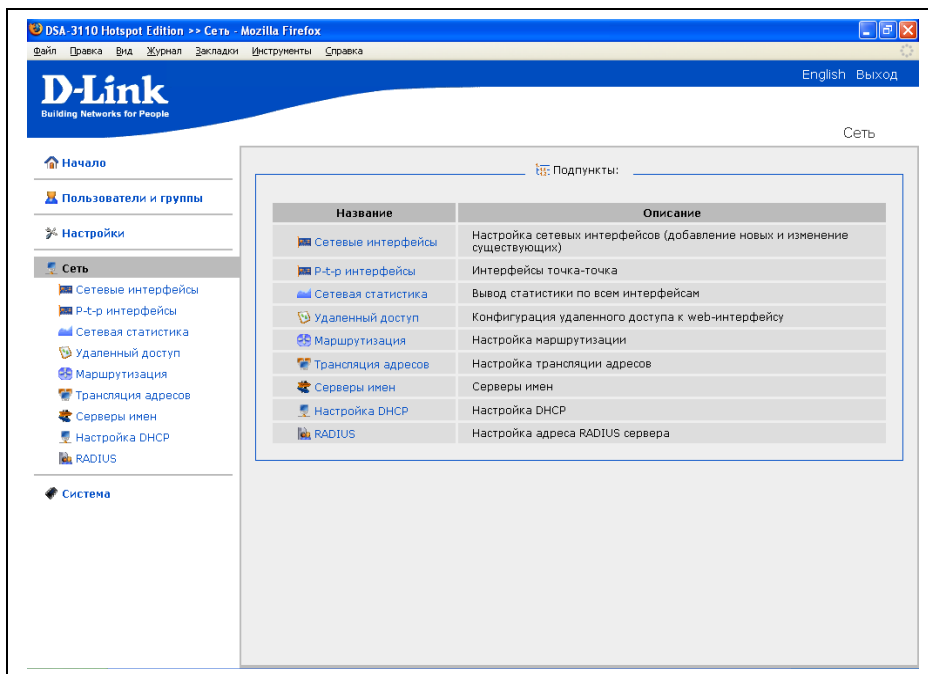 DSA-3110 Hotspot Edition >> Сеть - Mozilla Firefox
Файл Правка Вид Журнал Закладки Инструменты Справка
English Выход
D-Link
Building Networks for People
Сеть
Начало
Пользователи и группы
Настройки
Сеть
Сетевые интерфейсы
P-t-p интерфейсы
Сетевая статистика
Удаленный доступ
Маршрутизация
Трансляция адресов
Серверы имен
Настройка DHCP
RADIUS
Система
Подпункты:
Название Описание
Сетевые интерфейсы Настройка сетевых интерфейсов (добавление новых и изменение
существующих)
P-t-p интерфейсы Интерфейсы точка-точка
Сетевая статистика Вывод статистики по всем интерфейсам
Удаленный доступ Конфигурация удаленного доступа к web-интерфейсу
Маршрутизация Настройка маршрутизации
Трансляция адресов Настройка трансляции адресов
Серверы имен Серверы имен
Настройка DHCP Настройка DHCP
RADIUS Настройка адреса RADIUS сервера